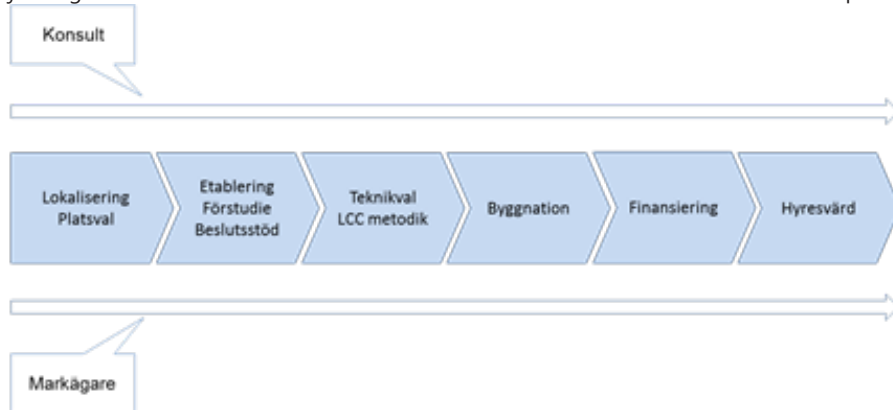 Konsult
Lokalisering
Platsval
Etablering
Förstudie
Beslutsstöd
Teknikval
LCC metodik
Byggnation
Finansiering
Hyresvärd
Markägare